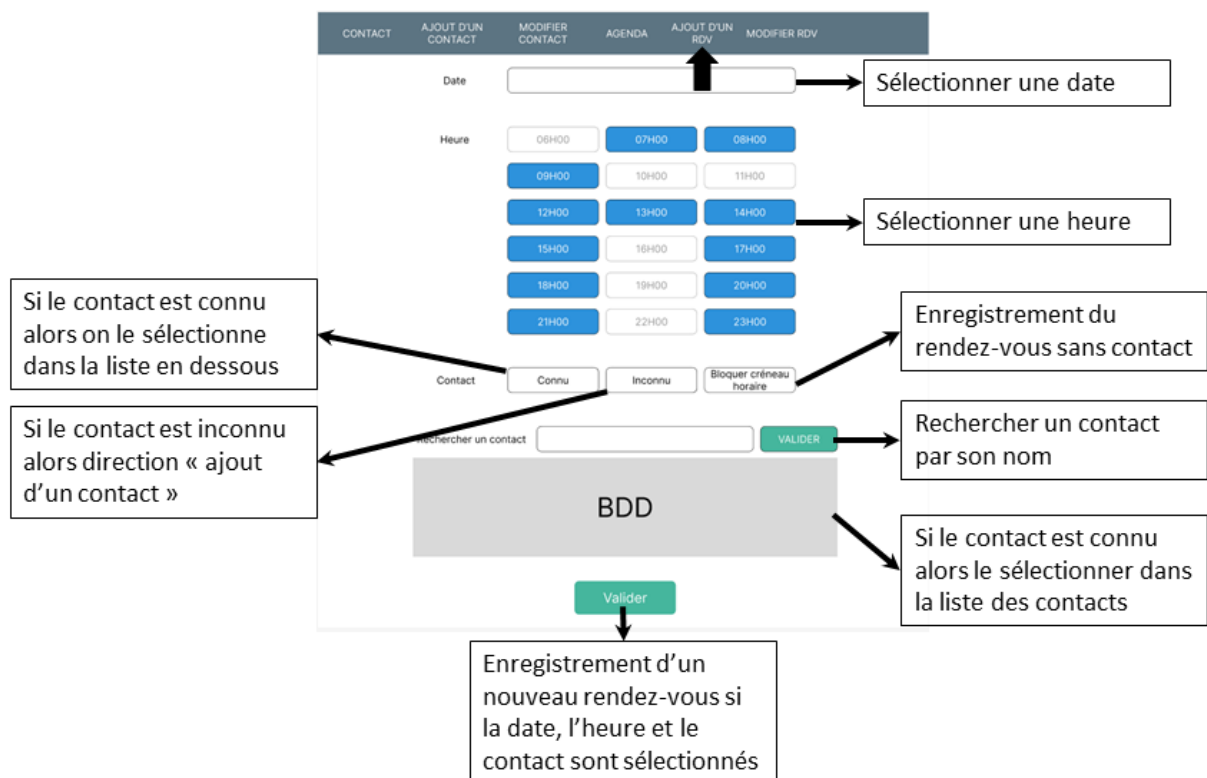 CONTACT
AJOUT D'UN
CONTACT
MODIFIER
CONTACT
AGENDA
AJOUT D'UN
RDV
MODIFIER RDV
Date
Sélectionner une date
Heure
06H00 07H00 08H00
09H00 10H00 11H00
12H00 13H00 14H00
Sélectionner une heure
15H00 16H00 17H00
18H00 19H00 20H00
21H00 22H00 23H00
Si le contact est connu
alors on le sélectionne
dans la liste en dessous
Enregistrement du
rendez-vous sans contact
Contact
Connu
Inconnu
Bloquer créneau
horaire
Si le contact est inconnu
alors direction « ajout
d'un contact »
Rechercher un contact
VALIDER
Rechercher un contact
par son nom
BDD
Si le contact est connu
alors le sélectionner dans
la liste des contacts
Valider
Enregistrement d'un
nouveau rendez-vous si
la date, l'heure et le
contact sont sélectionnés